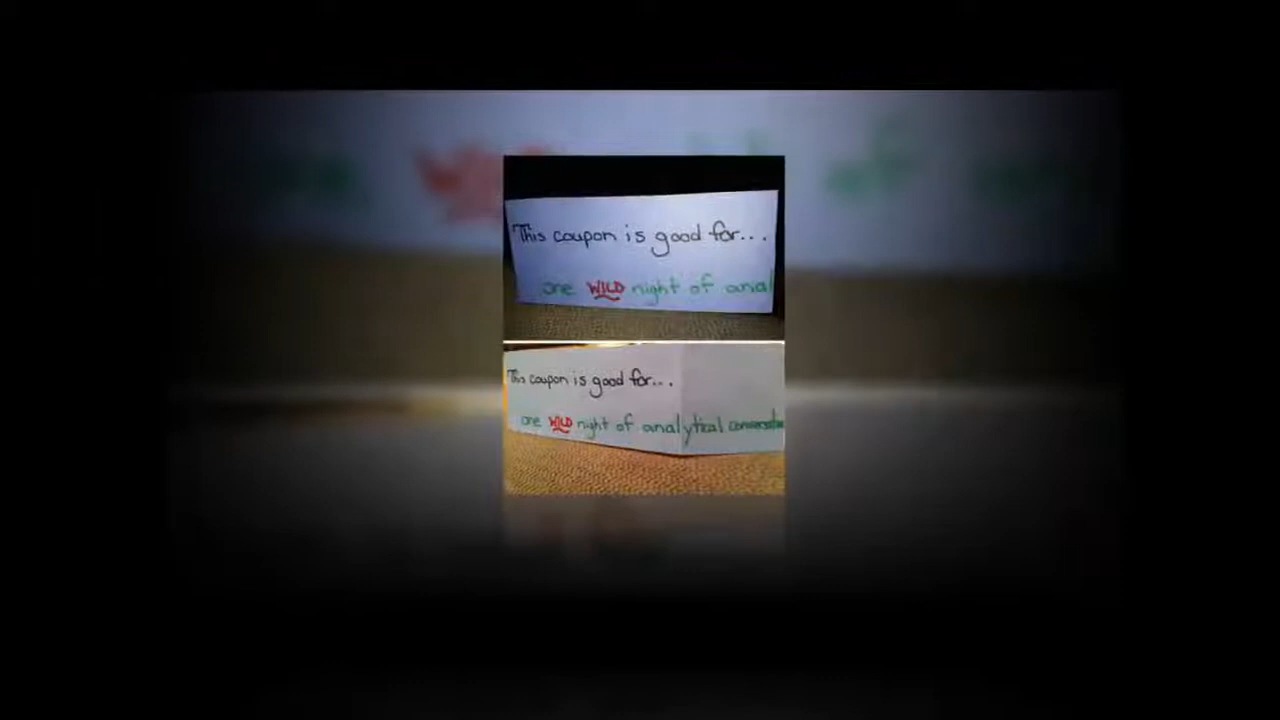 This coupon is good for...
one WILD night of anal
This coupon is good for...
one WILD night of analytical conversatio